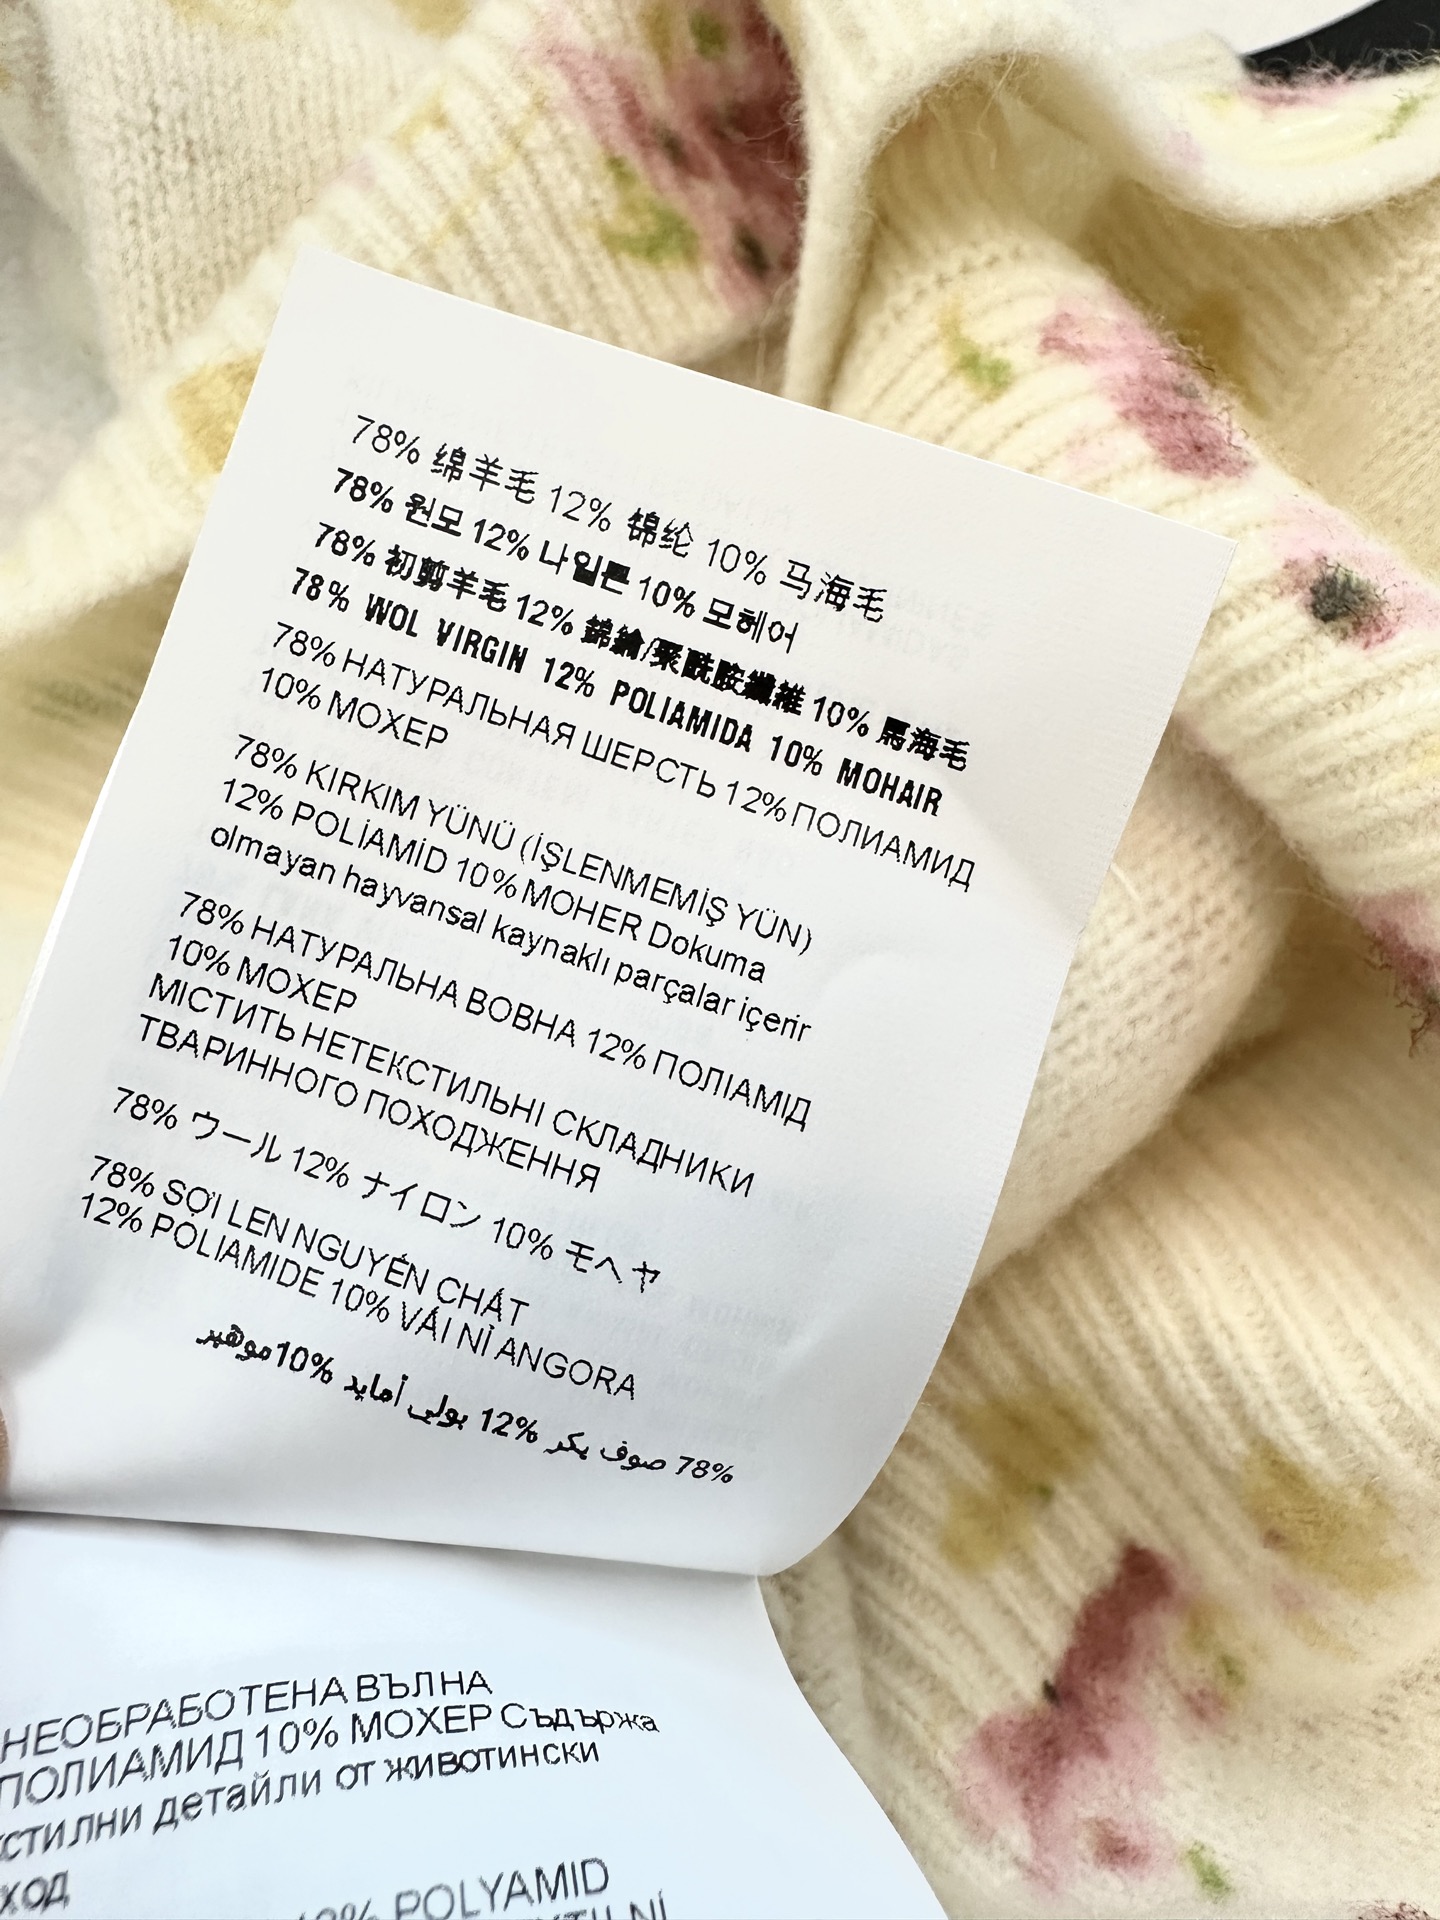 78% 绵羊毛 12% 锦纶 10% 马海毛
78% 원모 12% 나일론 10% 모헤어
78% 初剪羊毛 12% 錦綸/聚酰胺纖維 10% 馬海毛
78% WOL VIRGIN 12% POLIAMIDA 10% MOHAIR
78% НАТУРАЛЬНАЯ ШЕРСТЬ 12% ПОЛИАМИД
10% МОХЕР
78% KIRKIM YÜNÜ (İŞLENMEMİŞ YÜN)
12% POLİAMİD 10% MOHER Dokuma
olmayan hayvansal kaynaklı parçalar içerir
78% НАТУРАЛЬНА ВОВНА 12% ПОЛІАМІД
10% МОХЕР
МІСТИТЬ НЕТЕКСТИЛЬНІ СКЛАДНИКИ
ТВАРИННОГО ПОХОДЖЕННЯ
78% ウール 12% ナイロン 10% モヘヤ
78% SỢI LEN NGUYÉN CHÁT
12% POLIAMIDE 10% VẢI NỈ ANGORA
78% صوف بكر 12% بولي أمايد 10% موهير
НЕОБРАБОТЕНА ВЪЛНА
ПОЛИАМИД 10% МОХЕР Съдържа
стилни детайли от животински
ход
POLYAMID